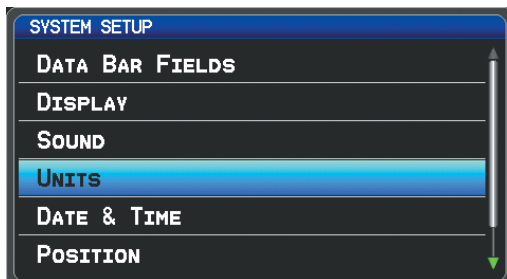 SYSTEM SETUP
DATA BAR FIELDS
DISPLAY
SOUND
UNITS
DATE & TIME
POSITION